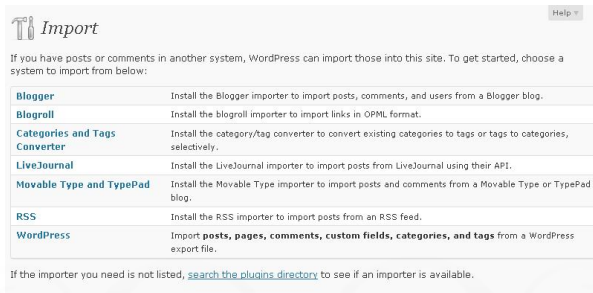 Help
Import
If you have posts or comments in another system, WordPress can import those into this site. To get started, choose a
system to import from below:
Blogger Install the Blogger importer to import posts, comments, and users from a Blogger blog.
Blogroll Install the blogroll importer to import links in OPML format.
Categories and Tags Install the category/tag converter to convert existing categories to tags or tags to categories,
Converter selectively.
LiveJournal Install the LiveJournal importer to import posts from LiveJournal using their API.
Movable Type and TypePad Install the Movable Type importer to import posts and comments from a Movable Type or TypePad
blog.
RSS Install the RSS importer to import posts from an RSS feed.
WordPress Import posts, pages, comments, custom fields, categories, and tags from a WordPress
export file.
If the importer you need is not listed, search the plugins directory to see if an importer is available.